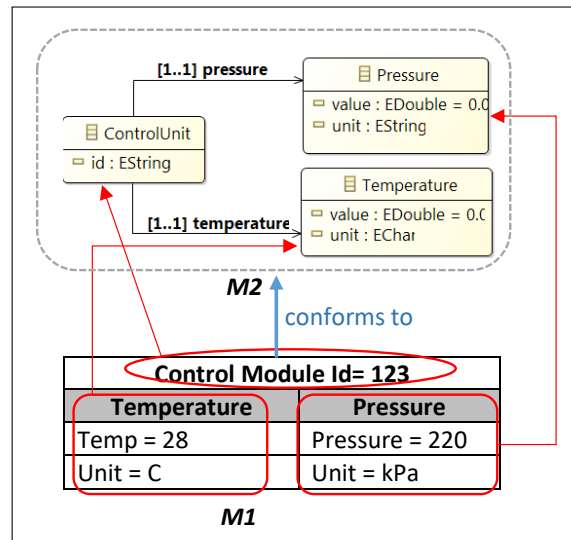 [1..1] pressure
Pressure
value : EDouble = 0.0
unit : EString
ControlUnit
id : EString
Temperature
value : EDouble = 0.0
unit : EChar
[1..1] temperature
M2
conforms to
Control Module Id= 123
Temperature Pressure
Temp = 28 Pressure = 220
Unit = C Unit = kPa
M1